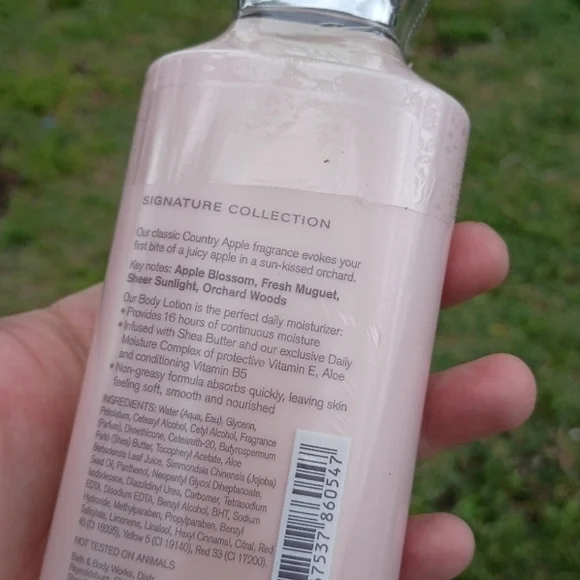 SIGNATURE COLLECTION
Our classic Country Apple fragrance evokes your
first bite of a juicy apple in a sun-kissed orchard.
Key notes: Apple Blossom, Fresh Muguet,
Sheer Sunlight, Orchard Woods
Our Body Lotion is the perfect daily moisturizer:
• Provides 16 hours of continuous moisture
• Infused with Shea Butter and our exclusive Daily
Moisture Complex of protective Vitamin E, Aloe
and conditioning Vitamin B5
• Non-greasy formula absorbs quickly, leaving skin
feeling soft, smooth and nourished
INGREDIENTS: Water (Aqua, Eau), Glycerin,
Petrolatum, Cetearyl Alcohol, Cetyl Alcohol, Fragrance
(Parfum), Dimethicone, Ceteareth-20, Butyrospermum
Parkii (Shea) Butter, Tocopheryl Acetate, Aloe
Barbadensis Leaf Juice, Simmondsia Chinensis (Jojoba)
Seed Oil, Panthenol, Neopentyl Glycol Diheptanoate,
Isododecane, Diazolidinyl Urea, Carbomer, Tetrasodium
EDTA, Disodium EDTA, Benzyl Alcohol, BHT, Sodium
Hydroxide, Methylparaben, Propylparaben, Benzyl
Salicylate, Limonene, Linalool, Hexyl Cinnamal, Citral, Red
40 (CI 16035), Yellow 5 (CI 19140), Red 33 (CI 17200).
NOT TESTED ON ANIMALS
Bath & Body Works, Distr.
Reynoldsburg,
67537 860547